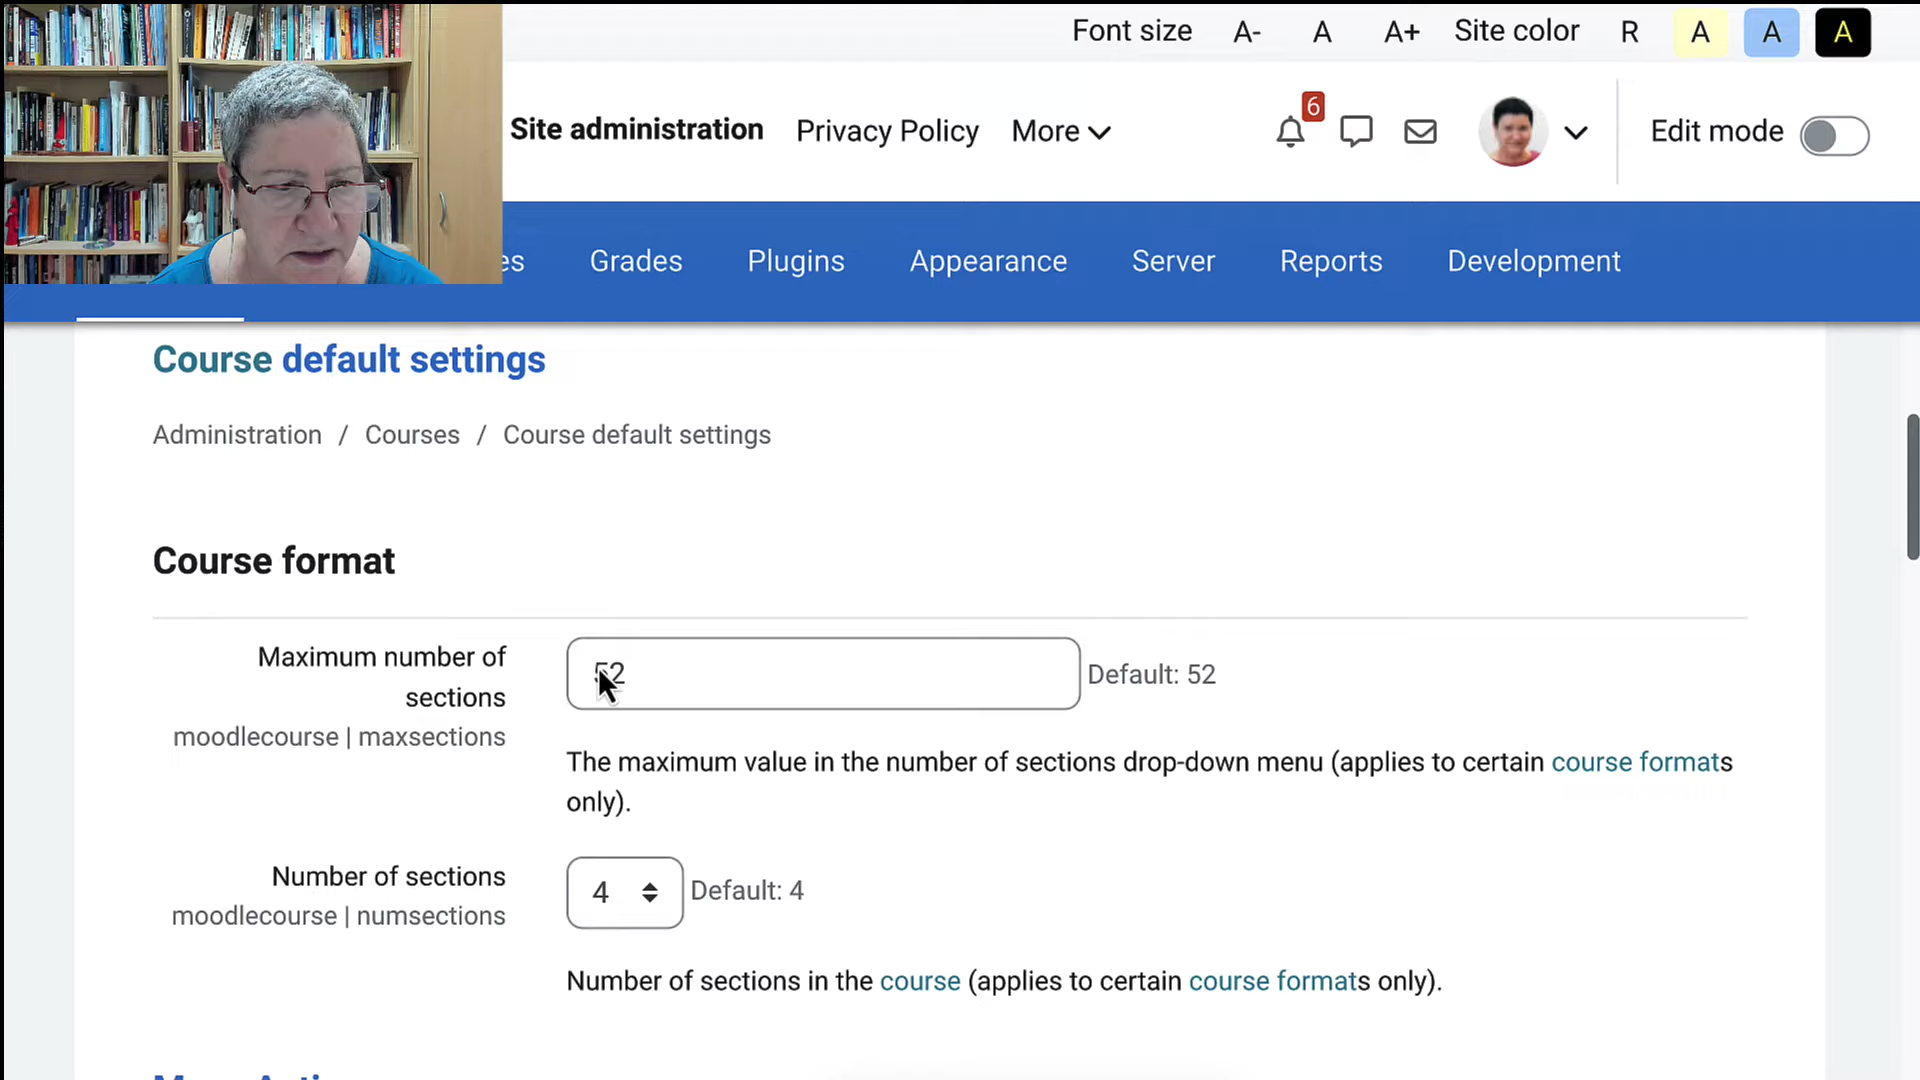 Font size A- A A+ Site color R A A A
Site administration Privacy Policy More 6 Edit mode
es Grades Plugins Appearance Server Reports Development
Course default settings
Administration / Courses / Course default settings
Course format
Maximum number of sections
moodlecourse | maxsections
52 Default: 52
The maximum value in the number of sections drop-down menu (applies to certain course formats
only).
Number of sections
moodlecourse | numsections
4 Default: 4
Number of sections in the course (applies to certain course formats only).